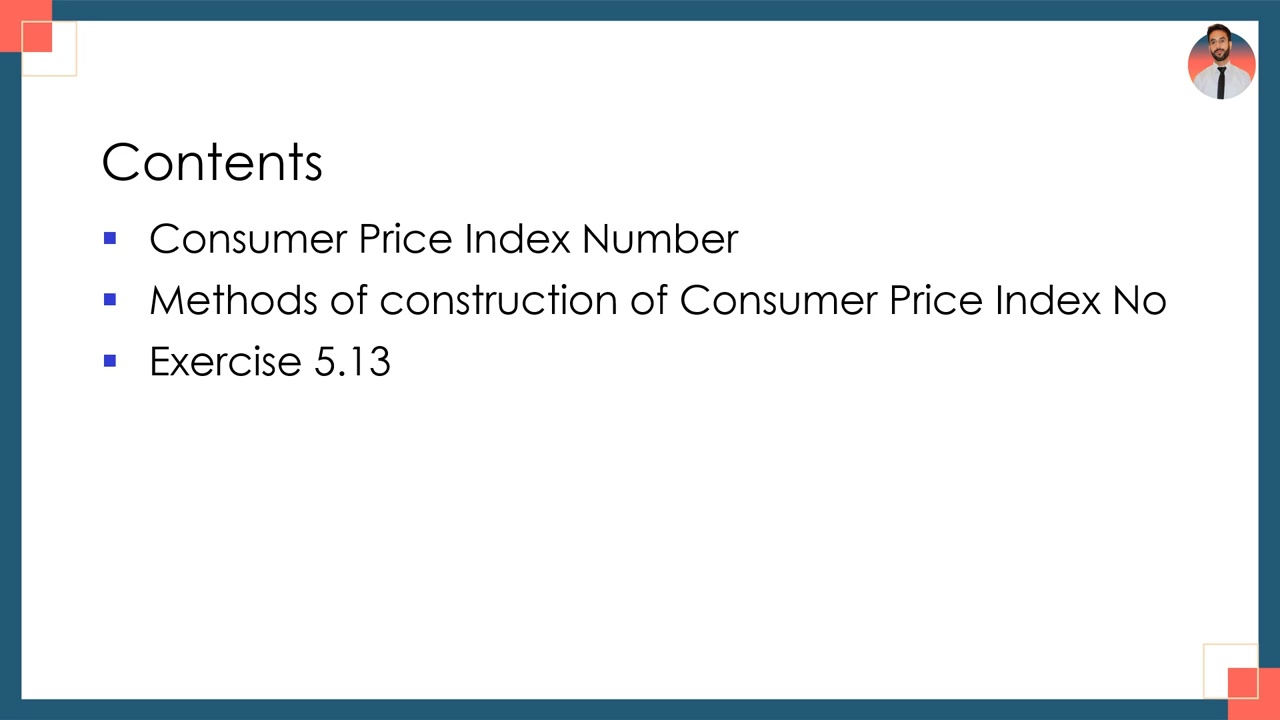 Contents
▪ Consumer Price Index Number
▪ Methods of construction of Consumer Price Index No
▪ Exercise 5.13